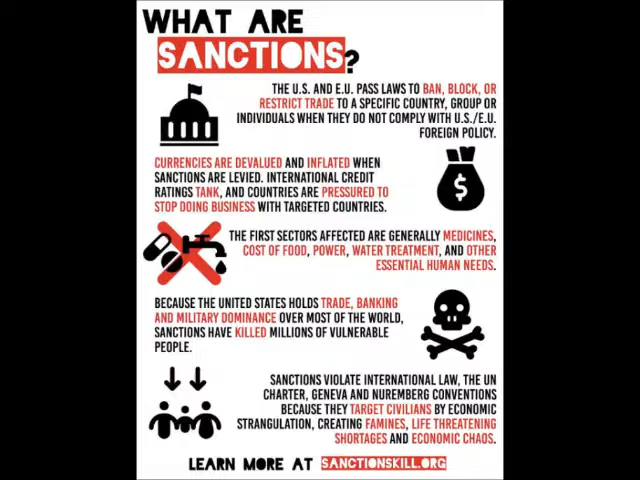 WHAT ARE
SANCTIONS?
THE U.S. AND E.U. PASS LAWS TO BAN, BLOCK, OR
RESTRICT TRADE TO A SPECIFIC COUNTRY, GROUP OR
INDIVIDUALS WHEN THEY DO NOT COMPLY WITH U.S./E.U.
FOREIGN POLICY.
CURRENCIES ARE DEVALUED AND INFLATED WHEN
SANCTIONS ARE LEVIED. INTERNATIONAL CREDIT
RATINGS TANK, AND COUNTRIES ARE PRESSURED TO
STOP DOING BUSINESS WITH TARGETED COUNTRIES.
$
THE FIRST SECTORS AFFECTED ARE GENERALLY MEDICINES,
COST OF FOOD, POWER, WATER TREATMENT, AND OTHER
ESSENTIAL HUMAN NEEDS.
BECAUSE THE UNITED STATES HOLDS TRADE, BANKING
AND MILITARY DOMINANCE OVER MOST OF THE WORLD,
SANCTIONS HAVE KILLED MILLIONS OF VULNERABLE
PEOPLE.
SANCTIONS VIOLATE INTERNATIONAL LAW, THE UN
CHARTER, GENEVA AND NUREMBERG CONVENTIONS
BECAUSE THEY TARGET CIVILIANS BY ECONOMIC
STRANGULATION, CREATING FAMINES, LIFE THREATENING
SHORTAGES AND ECONOMIC CHAOS.
LEARN MORE AT SANCTIONSKILL.ORG